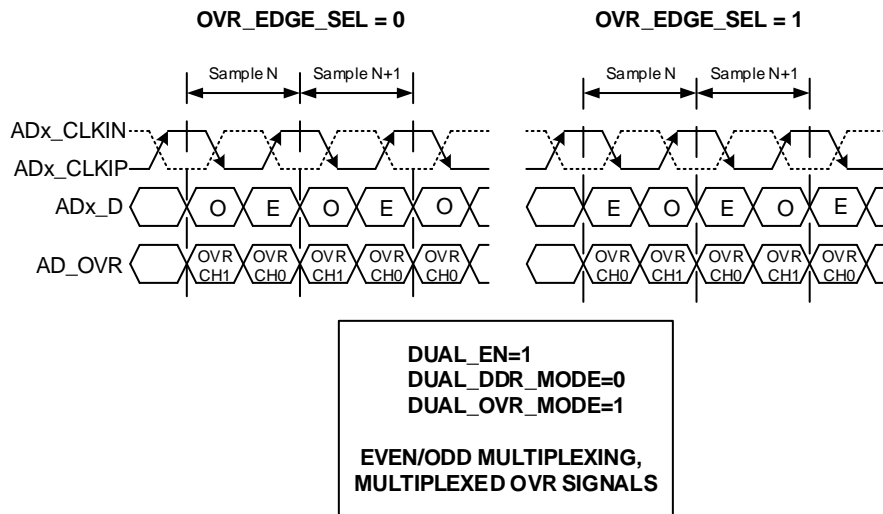 OVR_EDGE_SEL = 0
OVR_EDGE_SEL = 1
Sample N
Sample N+1
Sample N
Sample N+1
ADx_CLKIN
ADx_CLKIP
ADx_D
O E O E O
E O E O E
AD_OVR
OVR CH1 OVR CH0 OVR CH1 OVR CH0 OVR CH0
OVR CH0 OVR CH1 OVR CH0 OVR CH1 OVR CH0
DUAL_EN=1
DUAL_DDR_MODE=0
DUAL_OVR_MODE=1
EVEN/ODD MULTIPLEXING,
MULTIPLEXED OVR SIGNALS